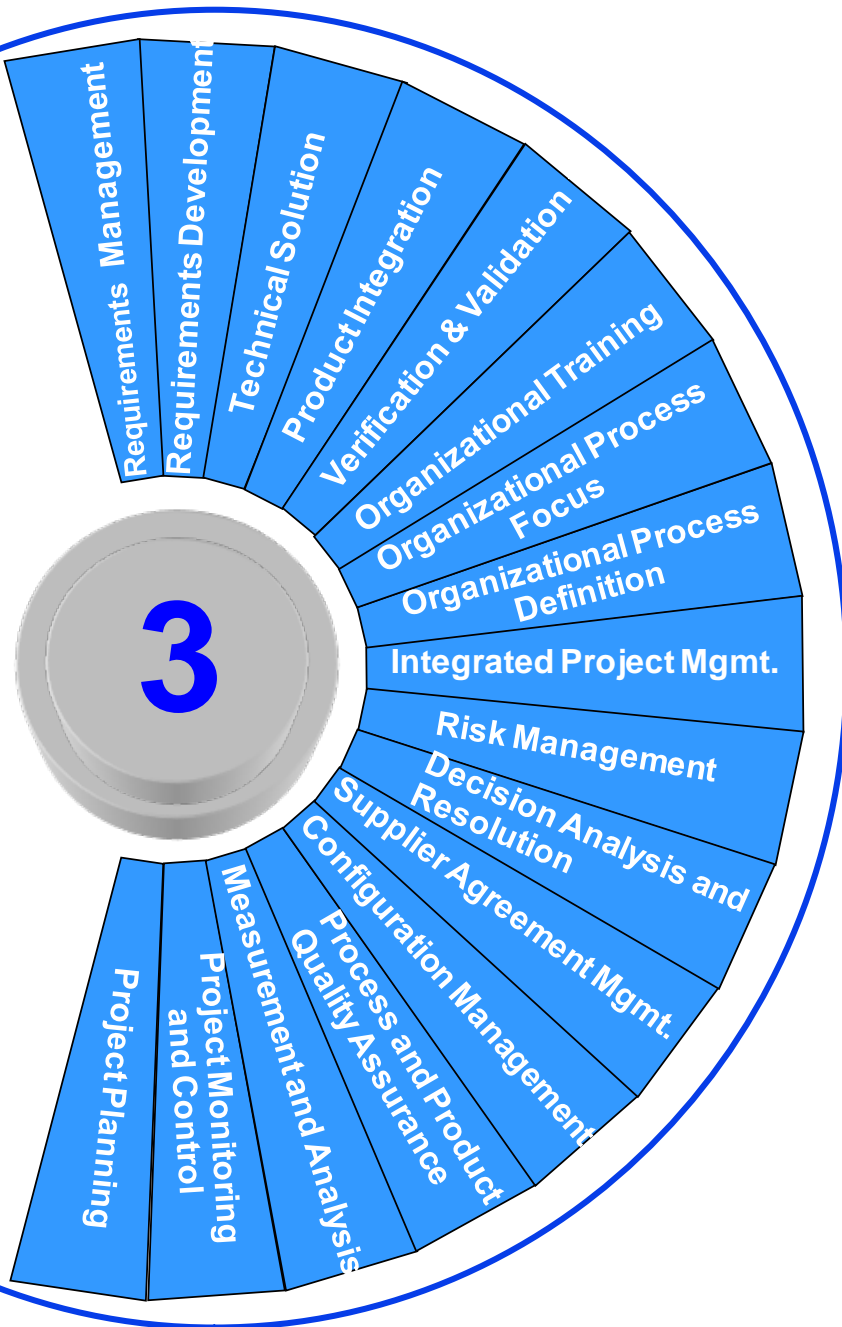 Requirements Management
Requirements Development
Technical Solution
Product Integration
Verification & Validation
Organizational Training
Organizational Process
Focus
Organizational Process
Definition
Integrated Project Mgmt.
Risk Management
Decision Analysis and
Resolution
Supplier Agreement Mgmt.
Configuration Management
Process and Product
Quality Assurance
Measurement and Analysis
Project Monitoring
and Control
Project Planning
3